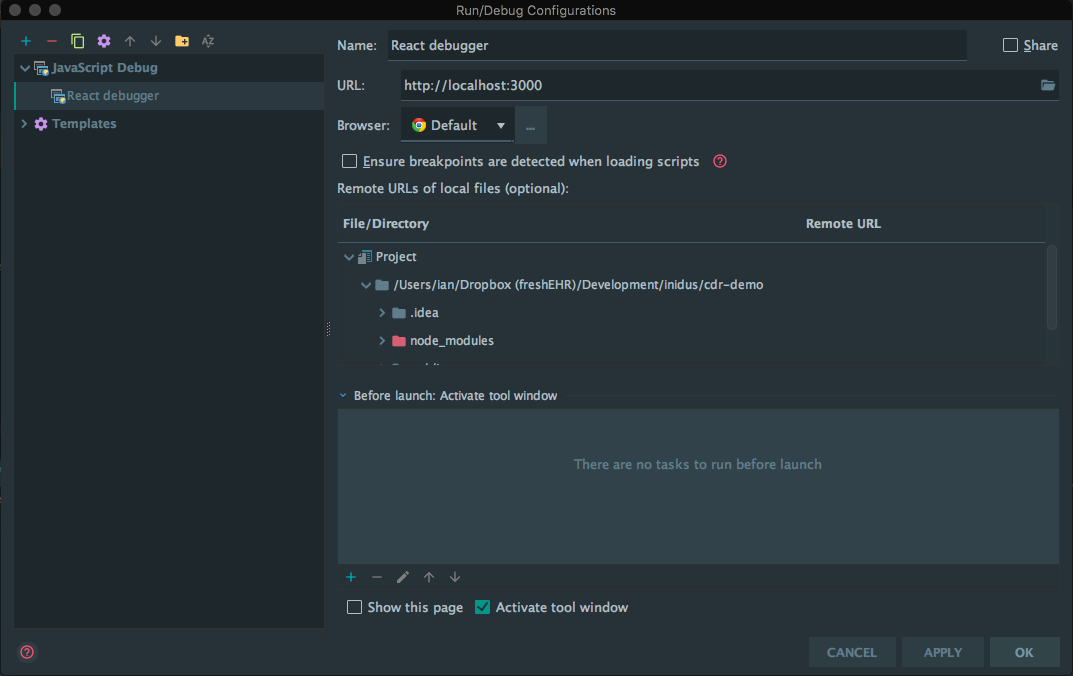 Run/Debug Configurations
Name: React debugger Share
JavaScript Debug
URL: http://localhost:3000
React debugger
Templates
Browser: Default ...
Ensure breakpoints are detected when loading scripts ?
Remote URLs of local files (optional):
File/Directory Remote URL
Project
/Users/ian/Dropbox (freshEHR)/Development/inidus/cdr-demo
.idea
node_modules
Before launch: Activate tool window
There are no tasks to run before launch
Show this page Activate tool window
? CANCEL APPLY OK